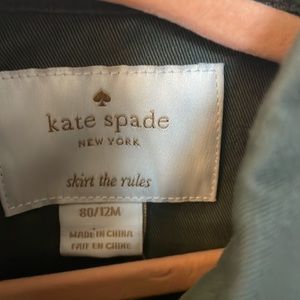 kate spade
NEW YORK
skirt the rules
80/12M
MADE IN CHINA
FAIT EN CHINE